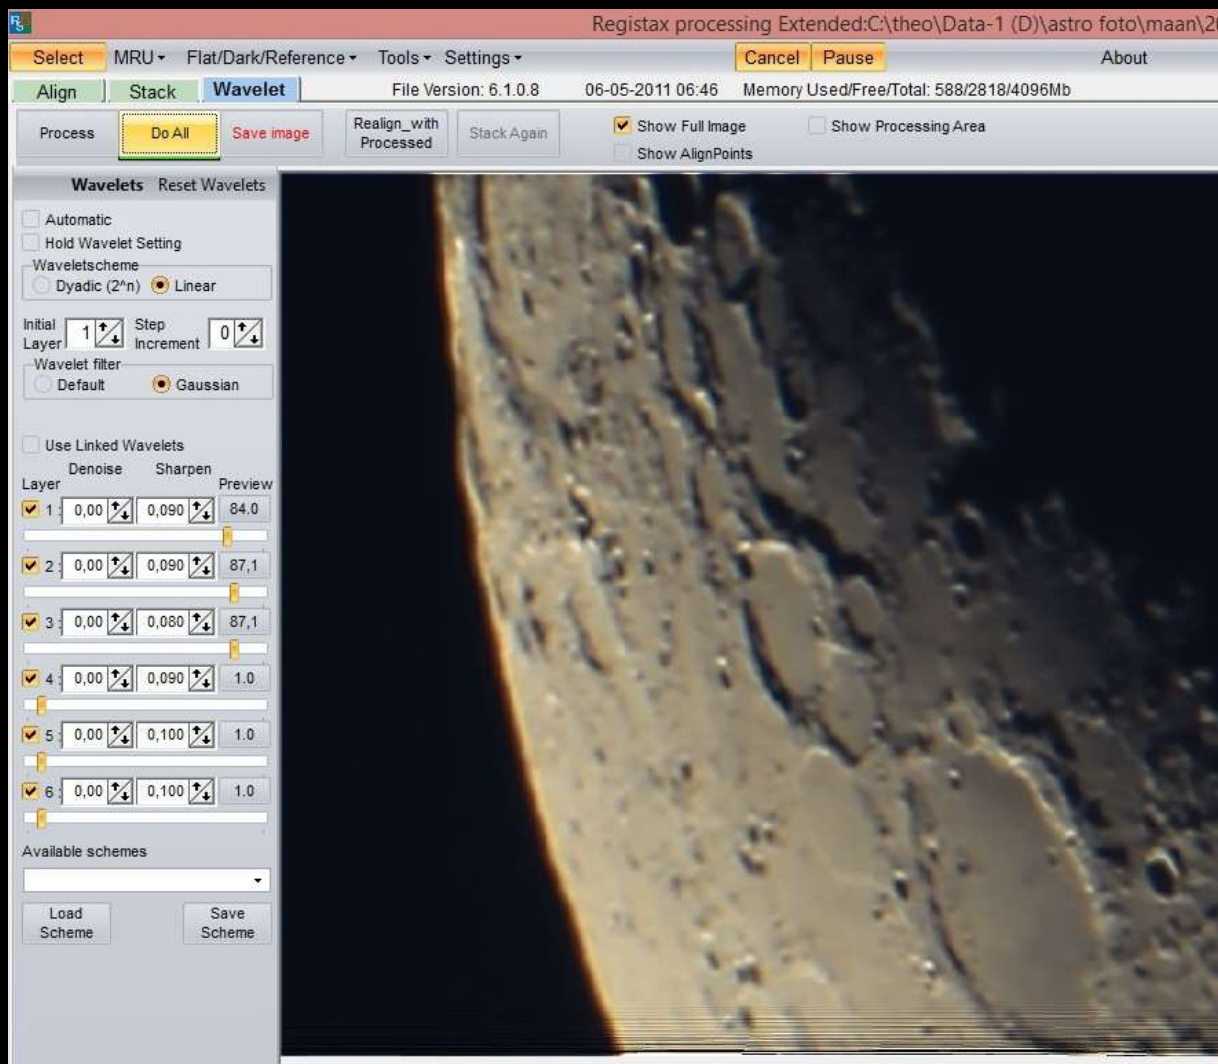 Registax processing Extended:C:\theo\Data-1 (D)\astro foto\maan\2
Select MRU Flat/Dark/Reference Tools Settings Cancel Pause About
Align Stack Wavelet File Version: 6.1.0.8 06-05-2011 06:46 Memory Used/Free/Total: 588/2818/4096Mb
Process Do All Save image Realign_with Processed Stack Again
Show Full Image Show Processing Area
Show AlignPoints
Wavelets Reset Wavelets
Automatic
Hold Wavelet Setting
Waveletscheme
Dyadic (2^n) Linear
Initial Layer 1 Step Increment 0
Wavelet filter
Default Gaussian
Use Linked Wavelets
Denoise Sharpen
Layer Preview
1 : 0,00 0,090 84.0
2 : 0,00 0,090 87,1
3 : 0,00 0,080 87,1
4 : 0,00 0,090 1.0
5 : 0,00 0,100 1.0
6 : 0,00 0,100 1.0
Available schemes
Load Scheme Save Scheme